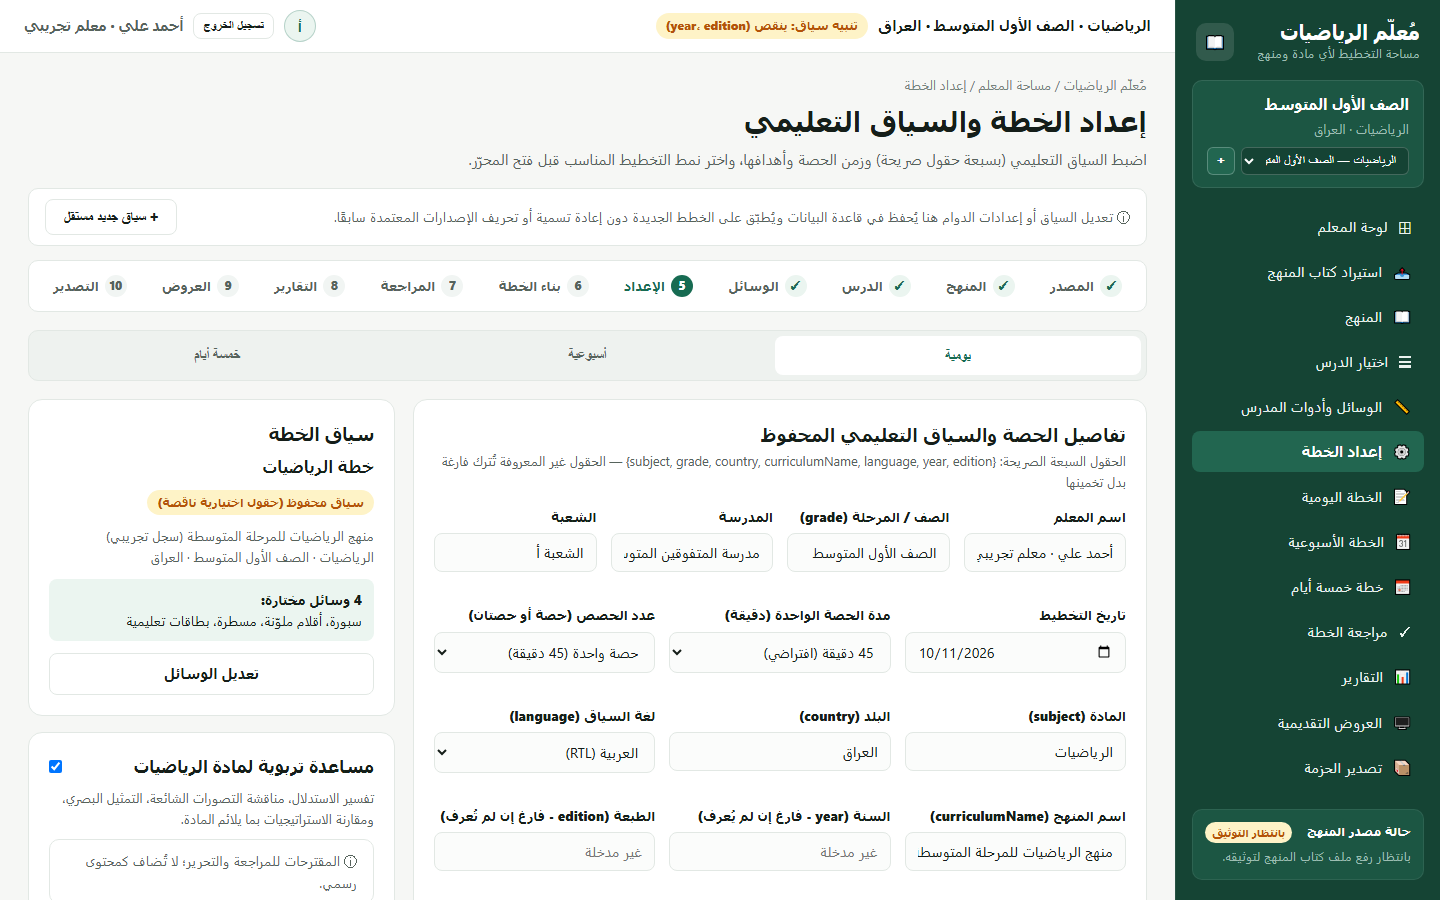 مُعلّم الرياضيات
مساحة التخطيط لأي مادة ومنهج
الصف الأول المتوسط
الرياضيات · العراق
الرياضيات — الصف الأول المتو
+
لوحة المعلم
استيراد كتاب المنهج
المنهج
اختيار الدرس
الوسائل وأدوات المدرس
إعداد الخطة
الخطة اليومية
الخطة الأسبوعية
خطة خمسة أيام
مراجعة الخطة
التقارير
العروض التقديمية
تصدير الحزمة
حالة مصدر المنهج
بانتظار التوثيق
بانتظار رفع ملف كتاب المنهج لتوثيقه.
الرياضيات • الصف الأول المتوسط • العراق
تنبيه سياق: ينقص (year، edition)
أ
تسجيل الخروج
أحمد علي • معلم تجريبي
مُعلّم الرياضيات / مساحة المعلم / إعداد الخطة
إعداد الخطة والسياق التعليمي
اضبط السياق التعليمي (بسبعة حقول صريحة) وزمن الحصة وأهدافها، واختر نمط التخطيط المناسب قبل فتح المحرّر.
ⓘ تعديل السياق أو إعدادات الدوام هنا يُحفظ في قاعدة البيانات ويُطبّق على الخطط الجديدة دون إعادة تسمية أو تحريف الإصدارات المعتمدة سابقًا.
+ سياق جديد مستقل
✓ المصدر
✓ المنهج
✓ الدرس
✓ الوسائل
5 الإعداد
6 بناء الخطة
7 المراجعة
8 التقارير
9 العروض
10 التصدير
يومية
أسبوعية
خمسة أيام
تفاصيل الحصة والسياق التعليمي المحفوظ
الحقول السبعة الصريحة: {subject, grade, country, curriculumName, language, year, edition} — الحقول غير المعروفة تُترك فارغة
بدل تخمينها
اسم المعلم
الصف / المرحلة (grade)
المدرسة
الشعبة
أحمد علي · معلم تجريبي
الصف الأول المتوسط
مدرسة المتفوقين المتوس
الشعبة أ
تاريخ التخطيط
مدة الحصة الواحدة (دقيقة)
عدد الحصص (حصة أو حصتان)
10/11/2026
45 دقيقة (افتراضي)
حصة واحدة (45 دقيقة)
المادة (subject)
البلد (country)
لغة السياق (language)
الرياضيات
العراق
العربية (RTL)
اسم المنهج (curriculumName)
السنة (year - فارغ إن لم يُعرف)
الطبعة (edition - فارغ إن لم تُعرف)
منهج الرياضيات للمرحلة المتوسطة
غير مدخلة
غير مدخلة
سياق الخطة
خطة الرياضيات
سياق محفوظ (حقول اختيارية ناقصة)
منهج الرياضيات للمرحلة المتوسطة (سجل تجريبي)
الرياضيات · الصف الأول المتوسط · العراق
4 وسائل مختارة:
سبورة، أقلام ملوّنة، مسطرة، بطاقات تعليمية
تعديل الوسائل
مساعدة تربوية لمادة الرياضيات
تفسير الاستدلال، مناقشة التصورات الشائعة، التمثيل البصري،
ومقارنة الاستراتيجيات بما يلائم المادة.
ⓘ المقترحات للمراجعة والتحرير؛ لا تُضاف كمحتوى
رسمي.